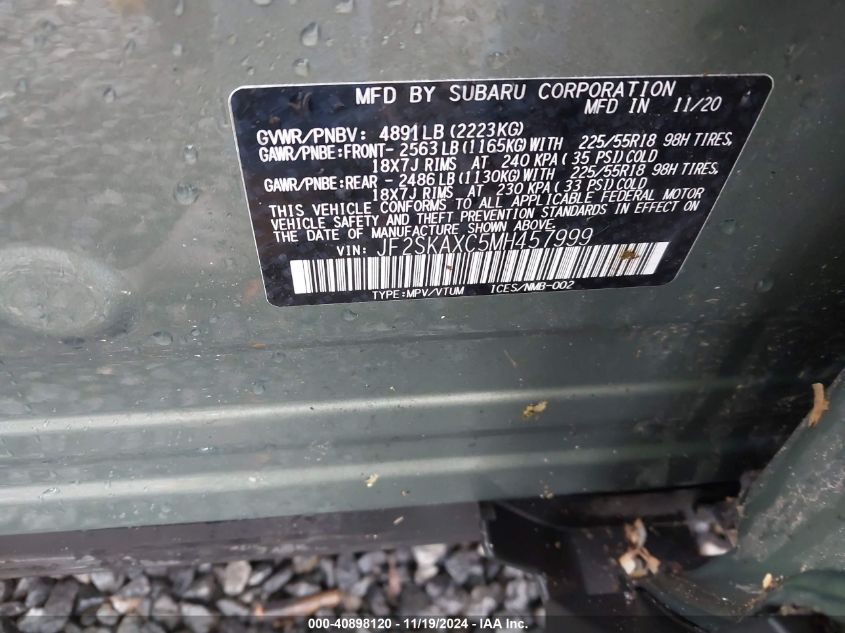 MFD BY SUBARU CORPORATION
MFD IN 11/20
GVWR/PNBV: 4891LB(2223KG)
GAWR/PNBE:FRONT- 2563LB(1165KG)WITH 225/55R18 98H TIRES,
18X7J RIMS AT 240 KPA(35 PSI)COLD
GAWR/PNBE:REAR - 2486LB(1130KG)WITH 225/55R18 98H TIRES,
18X7J RIMS AT 230 KPA(33 PSI)COLD
THIS VEHICLE CONFORMS TO ALL APPLICABLE FEDERAL MOTOR
VEHICLE SAFETY AND THEFT PREVENTION STANDARDS IN EFFECT ON
THE DATE OF MANUFACTURE SHOWN ABOVE.
VIN: JF2SKAXC5MH457999
TYPE:MPV/VTUM ICES/NMB-002
000-40898120 - 11/19/2024 - IAA Inc.